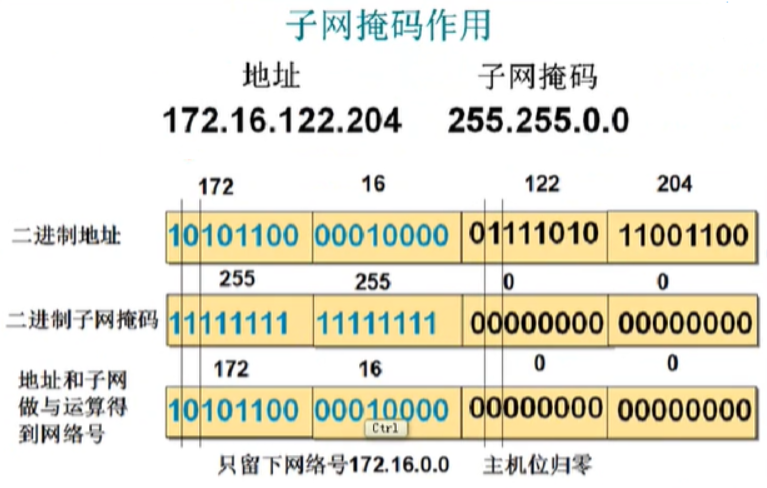 子网掩码作用
地址 子网掩码
172.16.122.204 255.255.0.0
172 16 122 204
二进制地址 10101100 00010000 01111010 11001100
255 255 0 0
二进制子网掩码 11111111 11111111 00000000 00000000
172 16 0 0
地址和子网
做与运算得
到网络号
10101100 00010000 00000000 00000000
Ctrl
只留下网络号172.16.0.0 主机位归零